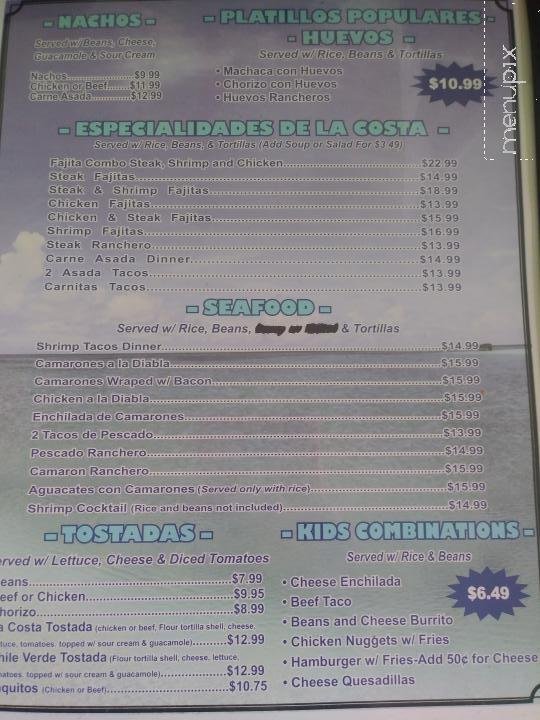 - NACHOS -
Served w/Beans, Cheese,
Guacamole & Sour Cream
Nachos......................$9 99
Chicken or Beef.......$11.99
Carne Asada............$12.99
- PLATILLOS POPULARES -
- HUEVOS -
Served w/ Rice, Beans & Tortillas
• Machaca con Huevos
• Chorizo con Huevos
• Huevos Rancheros
$10.99
menupix
- ESPECIALIDADES DE LA COSTA -
Served w/ Rice, Beans, & Tortillas (Add Soup or Salad For $3 49)
Fajita Combo Steak, Shrimp and Chicken...................$22.99
Steak Fajitas...................$14.99
Steak & Shrimp Fajitas...................$18.99
Chicken Fajitas...................$13.99
Chicken & Steak Fajitas...................$15.99
Shrimp Fajitas...................$16.99
Steak Ranchero...................$13.99
Carne Asada Dinner...................$14.99
2 Asada Tacos...................$13.99
Carnitas Tacos...................$13.99
- SEAFOOD -
Served w/ Rice, Beans, & Tortillas
Shrimp Tacos Dinner...................$14.99
Camarones a la Diabla...................$15.99
Camarones Wraped w/ Bacon...................$15.99
Chicken a la Diabla...................$15.99
Enchilada de Camarones...................$15.99
2 Tacos de Pescado...................$13.99
Pescado Ranchero...................$14.99
Camaron Ranchero...................$15.99
Aguacates con Camarones (Served only with rice)...................$15.99
Shrimp Cocktail (Rice and beans not included)...................$14.99
- TOSTADAS -
erved w/ Lettuce, Cheese & Diced Tomatoes
eans...................$7.99
eef or Chicken...................$9.95
horizo...................$8.99
a Costa Tostada (chicken or beef, Flour tortilla shell, cheese,
ttuce, tomatoes. topped w/ sour cream & guacamole)...................$12.99
hile Verde Tostada (Flour tortilla shell, cheese, lettuce,
matoes. topped w/ sour cream & guacamole)...................$12.99
quitos (Chicken or Beef)...................$10.75
- KIDS COMBINATIONS -
Served w/ Rice & Beans
• Cheese Enchilada
• Beef Taco
• Beans and Cheese Burrito
• Chicken Nuggets w/ Fries
• Hamburger w/ Fries-Add 50¢ for Cheese
• Cheese Quesadillas
$6.49